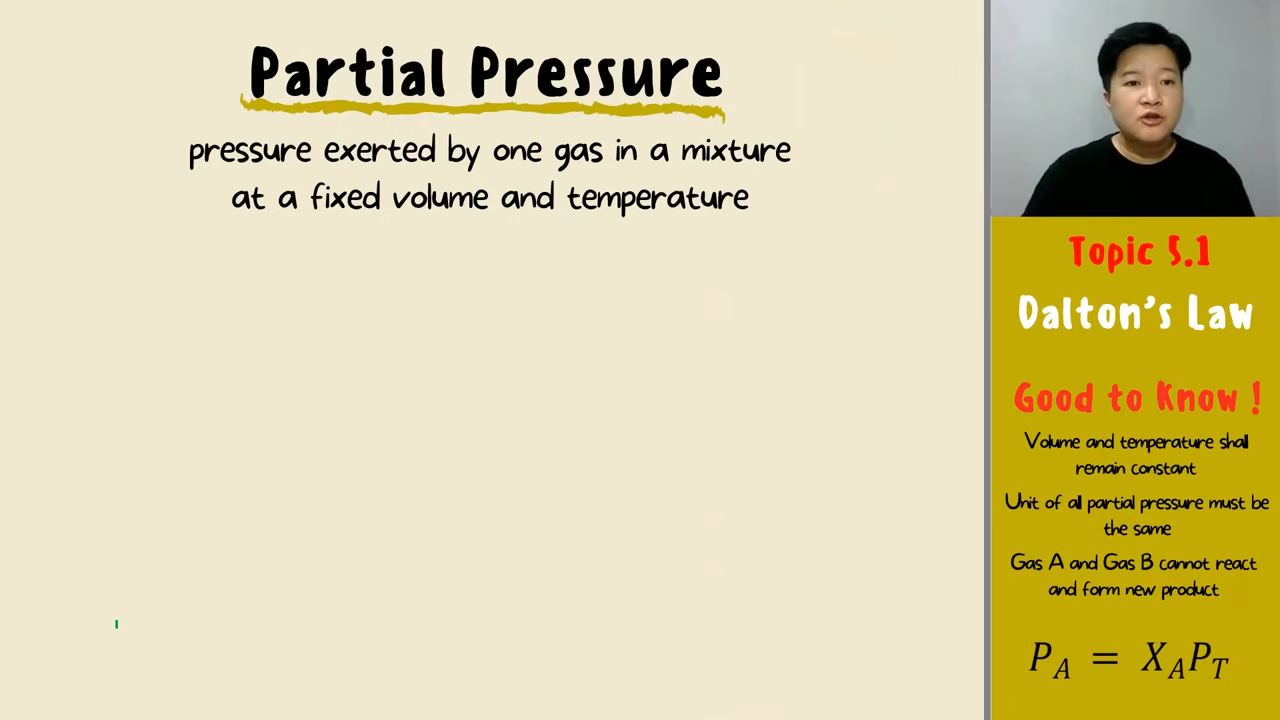 Partial Pressure
pressure exerted by one gas in a mixture
at a fixed volume and temperature
Topic 5.1
Dalton's Law
Good to Know !
Volume and temperature shall
remain constant
Unit of all partial pressure must be
the same
Gas A and Gas B cannot react
and form new product
P_A = X_A P_T